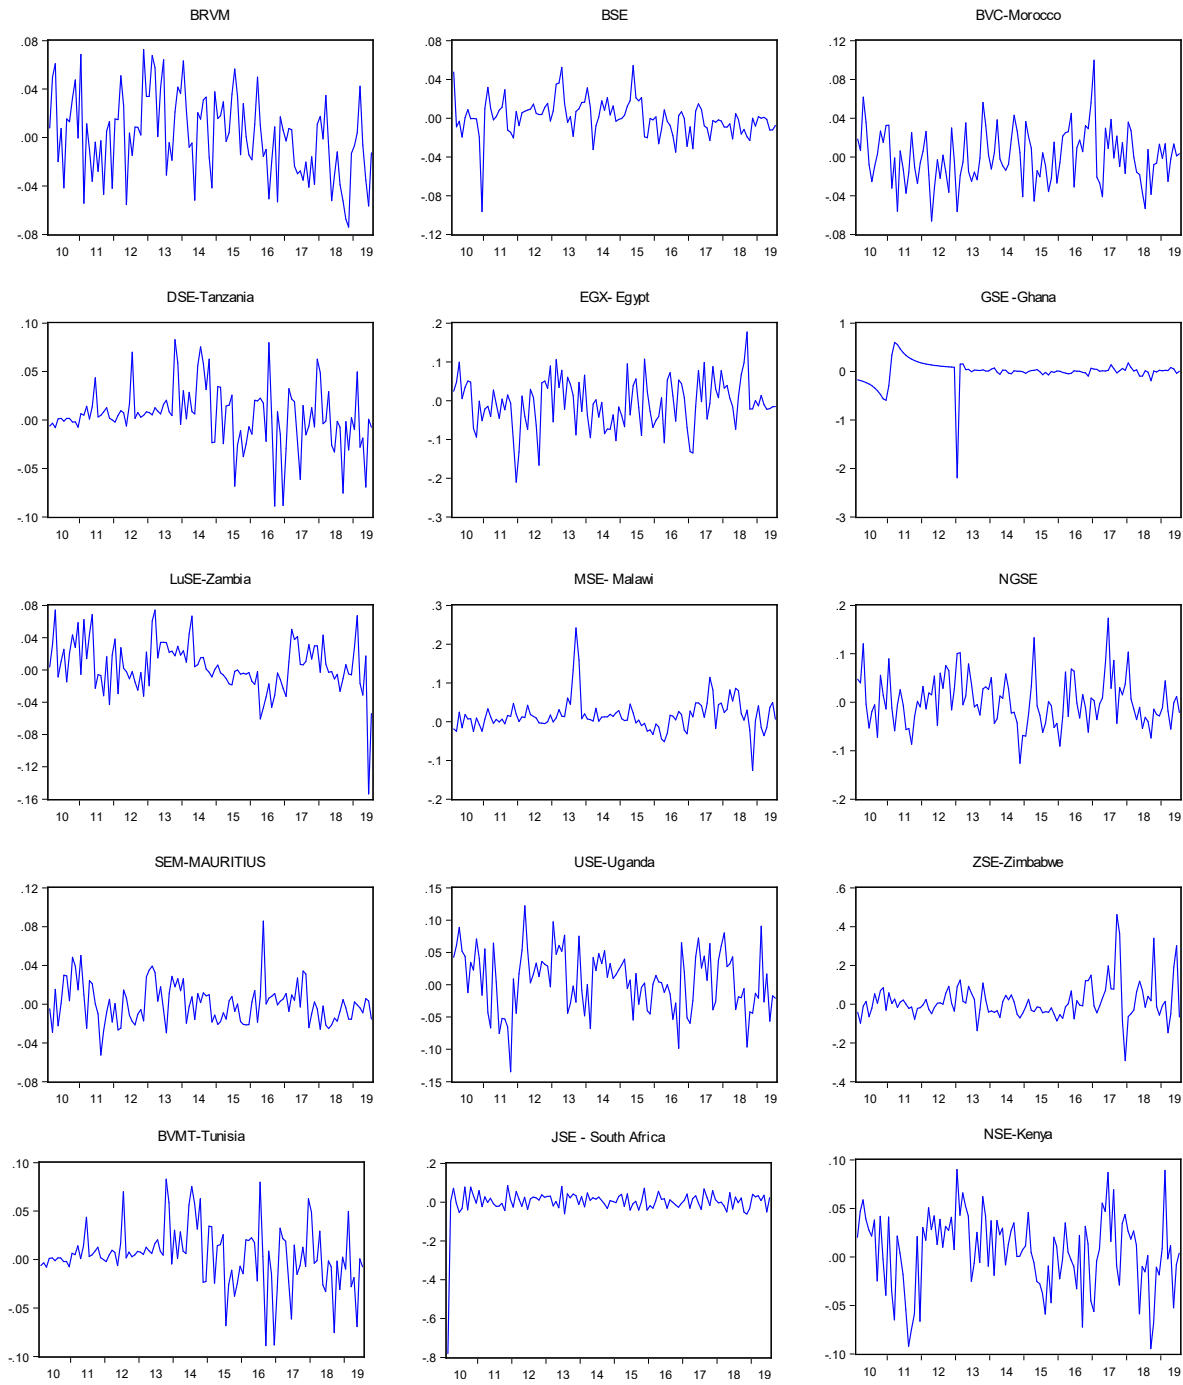 BRVM
BSE
BVC-Morocco
.08
.04
.00
-.04
-.08
10 11 12 13 14 15 16 17 18 19
.08
.04
.00
-.04
-.08
-.12
10 11 12 13 14 15 16 17 18 19
.12
.08
.04
.00
-.04
-.08
10 11 12 13 14 15 16 17 18 19
DSE-Tanzania
EGX- Egypt
GSE -Ghana
.10
.05
.00
-.05
-.10
10 11 12 13 14 15 16 17 18 19
.2
.1
.0
-.1
-.2
-.3
10 11 12 13 14 15 16 17 18 19
1
0
-1
-2
-3
10 11 12 13 14 15 16 17 18 19
LuSE-Zambia
MSE- Malawi
NGSE
.08
.04
.00
-.04
-.08
-.12
-.16
10 11 12 13 14 15 16 17 18 19
.3
.2
.1
.0
-.1
-.2
10 11 12 13 14 15 16 17 18 19
.2
.1
.0
-.1
-.2
10 11 12 13 14 15 16 17 18 19
SEM-MAURITIUS
USE-Uganda
ZSE-Zimbabwe
.12
.08
.04
.00
-.04
-.08
10 11 12 13 14 15 16 17 18 19
.15
.10
.05
.00
-.05
-.10
-.15
10 11 12 13 14 15 16 17 18 19
.6
.4
.2
.0
-.2
-.4
10 11 12 13 14 15 16 17 18 19
BVMT-Tunisia
JSE - South Africa
NSE-Kenya
.10
.05
.00
-.05
-.10
10 11 12 13 14 15 16 17 18 19
.2
.0
-.2
-.4
-.6
-.8
10 11 12 13 14 15 16 17 18 19
.10
.05
.00
-.05
-.10
10 11 12 13 14 15 16 17 18 19